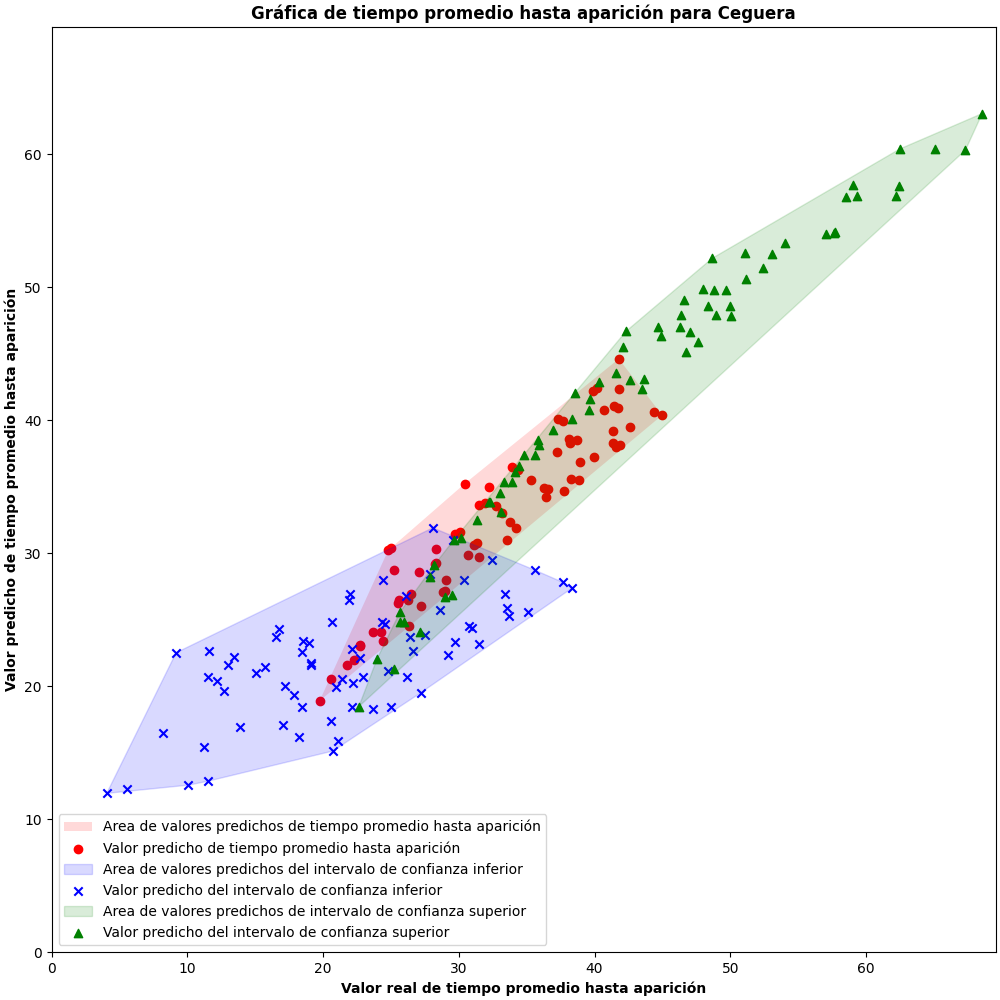 Gráfica de tiempo promedio hasta aparición para Ceguera
Valor predicho de tiempo promedio hasta aparición
60
50
40
30
20
10
0
Area de valores predichos de tiempo promedio hasta aparición
Valor predicho de tiempo promedio hasta aparición
Area de valores predichos del intervalo de confianza inferior
Valor predicho del intervalo de confianza inferior
Area de valores predichos de intervalo de confianza superior
Valor predicho del intervalo de confianza superior
0 10 20 30 40 50 60
Valor real de tiempo promedio hasta aparición